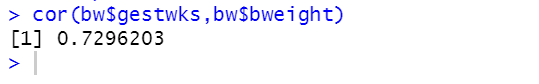 > cor(bw$gestwks,bw$bweight)
[1] 0.7296203
>